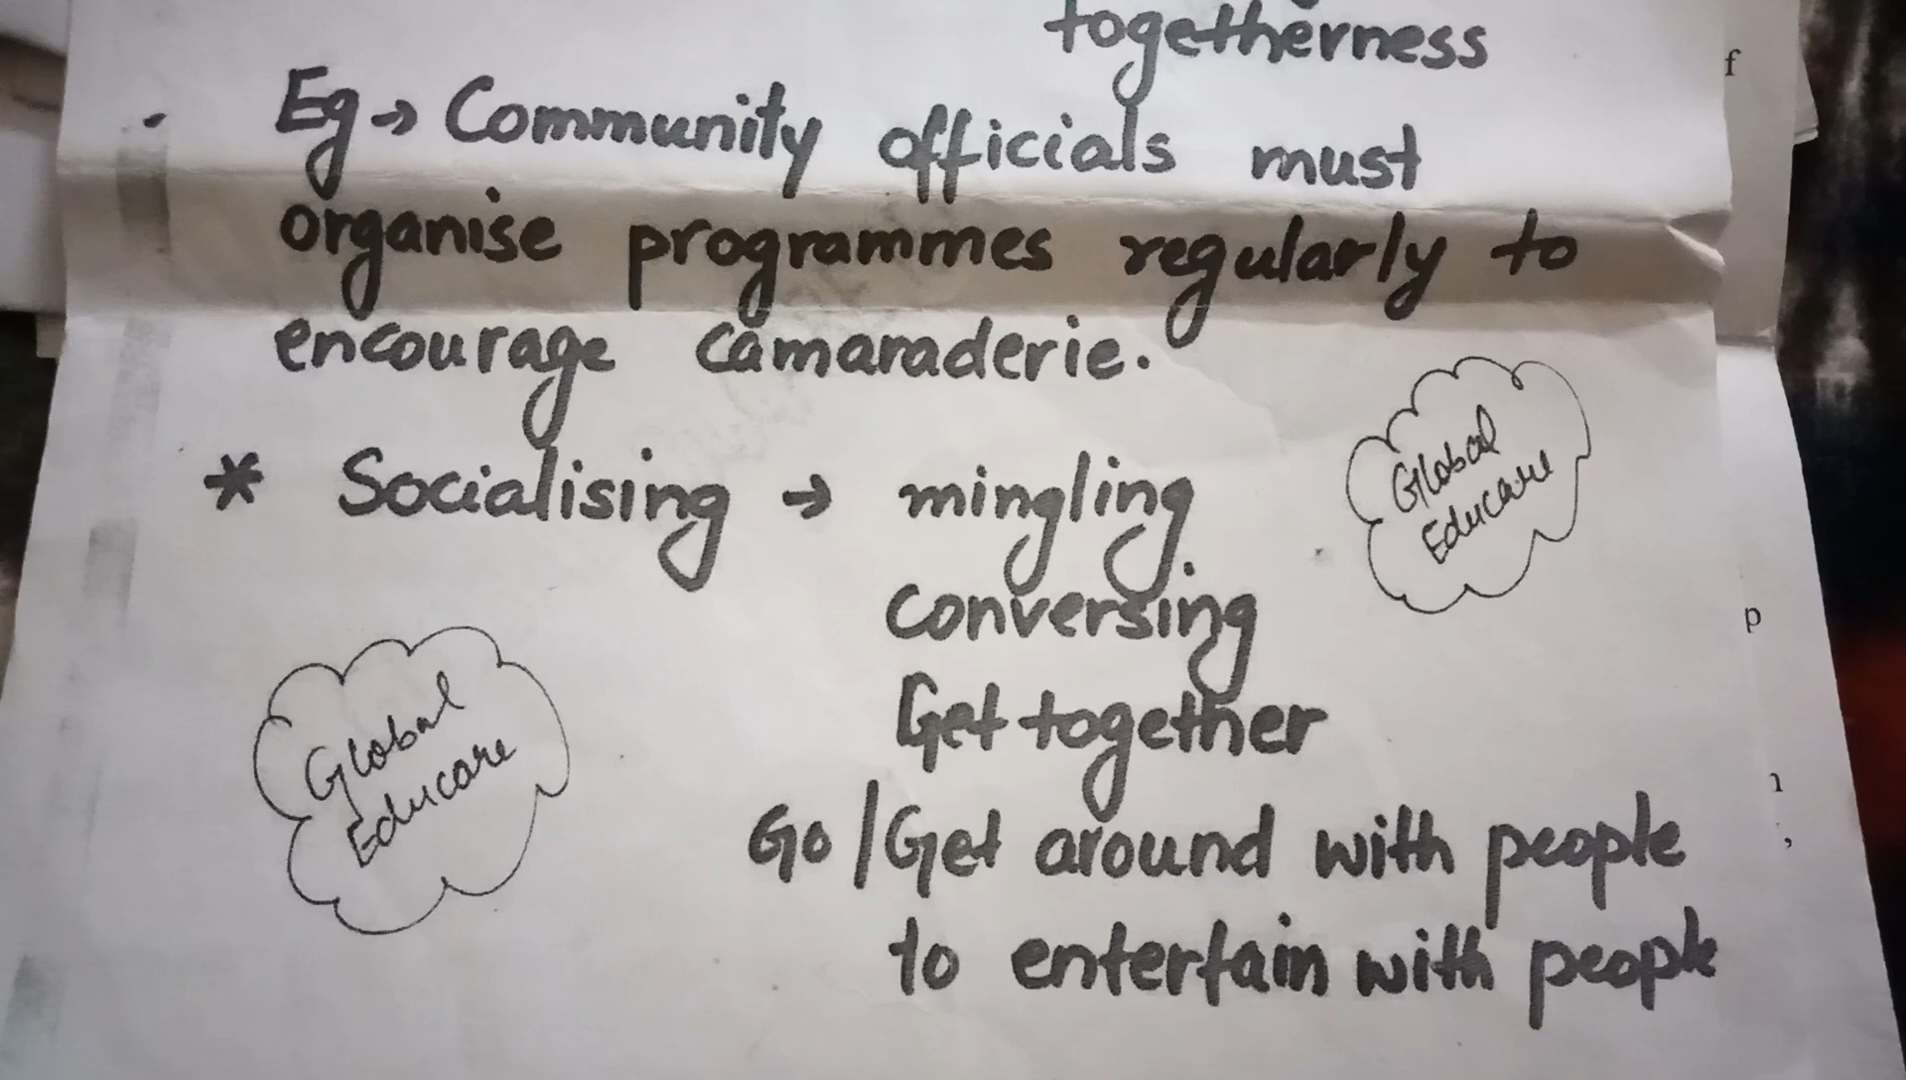 togetherness
Eg → Community officials must
organise programmes regularly to
encourage camaraderie.
* Socialising → mingling
conversing
Get together
Go / Get around with people
to entertain with people
Global
Educare
Global
Educare
f
p